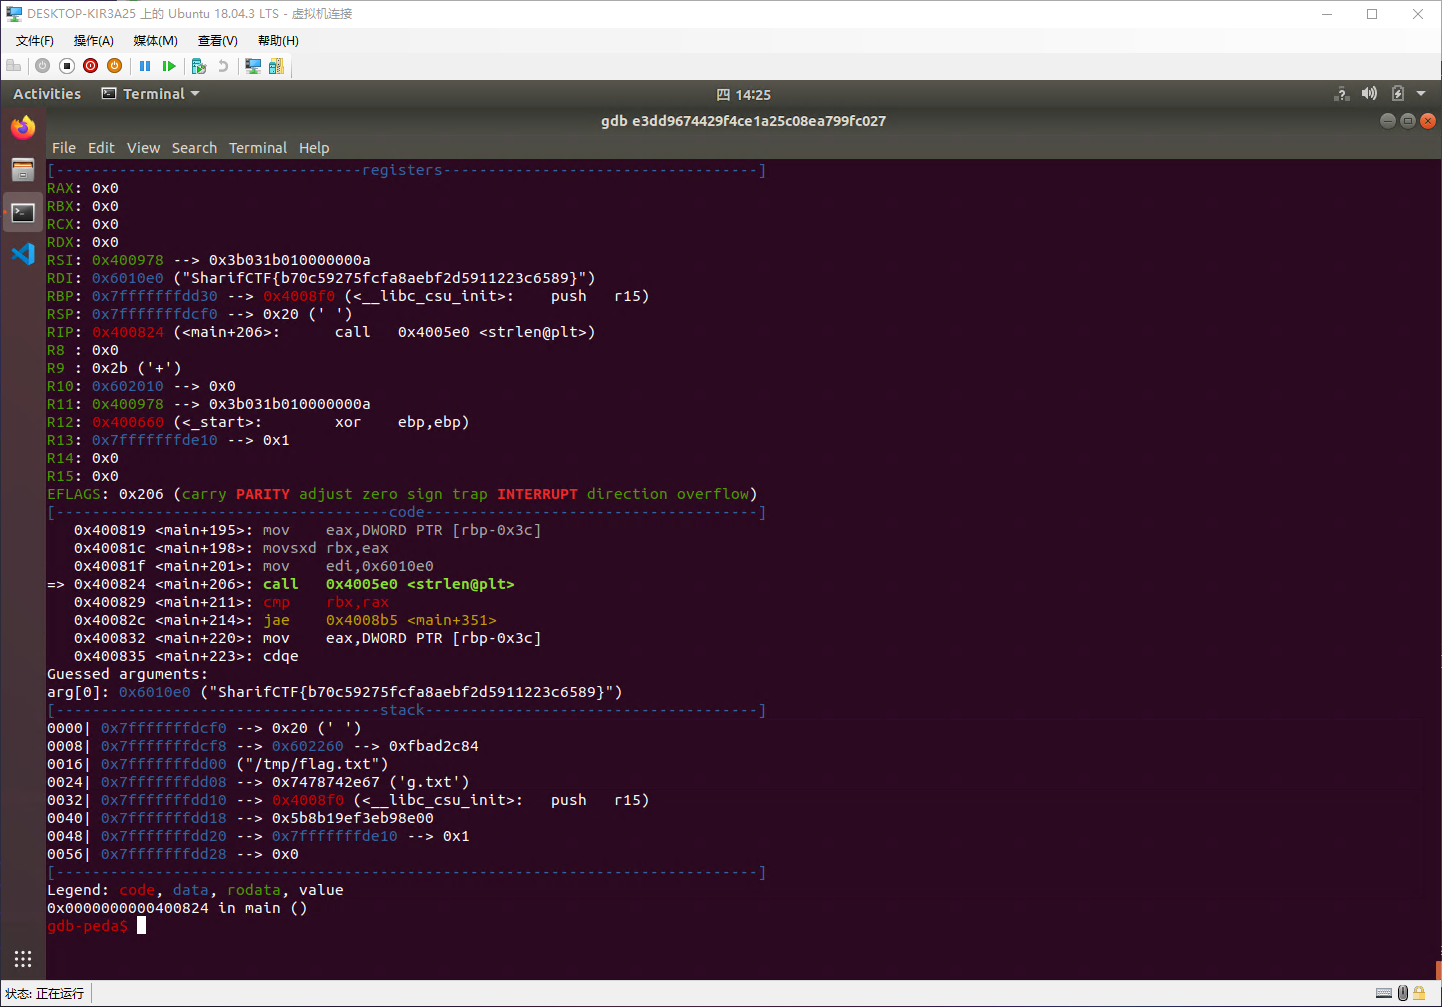 DESKTOP-KIR3A25 上的 Ubuntu 18.04.3 LTS - 虚拟机连接
文件(F) 操作(A) 媒体(M) 查看(V) 帮助(H)
Activities Terminal 四 14:25
gdb e3dd9674429f4ce1a25c08ea799fc027
File Edit View Search Terminal Help
[----------------------------------registers-----------------------------------]
RAX: 0x0
RBX: 0x0
RCX: 0x0
RDX: 0x0
RSI: 0x400978 --> 0x3b031b010000000a
RDI: 0x6010e0 ("SharifCTF{b70c59275fcfa8aebf2d5911223c6589}")
RBP: 0x7fffffffdd30 --> 0x4008f0 (<__libc_csu_init>:    push   r15)
RSP: 0x7fffffffdcf0 --> 0x20 (' ')
RIP: 0x400824 (<main+206>:      call   0x4005e0 <strlen@plt>)
R8 : 0x0
R9 : 0x2b ('+')
R10: 0x602010 --> 0x0
R11: 0x400978 --> 0x3b031b010000000a
R12: 0x400660 (<_start>:        xor    ebp,ebp)
R13: 0x7fffffffde10 --> 0x1
R14: 0x0
R15: 0x0
EFLAGS: 0x206 (carry PARITY adjust zero sign trap INTERRUPT direction overflow)
[-------------------------------------code-------------------------------------]
   0x400819 <main+195>: mov    eax,DWORD PTR [rbp-0x3c]
   0x40081c <main+198>: movsxd rbx,eax
   0x40081f <main+201>: mov    edi,0x6010e0
=> 0x400824 <main+206>: call   0x4005e0 <strlen@plt>
   0x400829 <main+211>: cmp    rbx,rax
   0x40082c <main+214>: jae    0x4008b5 <main+351>
   0x400832 <main+220>: mov    eax,DWORD PTR [rbp-0x3c]
   0x400835 <main+223>: cdqe
Guessed arguments:
arg[0]: 0x6010e0 ("SharifCTF{b70c59275fcfa8aebf2d5911223c6589}")
[------------------------------------stack-------------------------------------]
0000| 0x7fffffffdcf0 --> 0x20 (' ')
0008| 0x7fffffffdcf8 --> 0x602260 --> 0xfbad2c84
0016| 0x7fffffffdd00 ("/tmp/flag.txt")
0024| 0x7fffffffdd08 --> 0x7478742e67 ('g.txt')
0032| 0x7fffffffdd10 --> 0x4008f0 (<__libc_csu_init>:   push   r15)
0040| 0x7fffffffdd18 --> 0x5b8b19ef3eb98e00
0048| 0x7fffffffdd20 --> 0x7fffffffde10 --> 0x1
0056| 0x7fffffffdd28 --> 0x0
[------------------------------------------------------------------------------]
Legend: code, data, rodata, value
0x0000000000400824 in main ()
gdb-peda$
状态: 正在运行